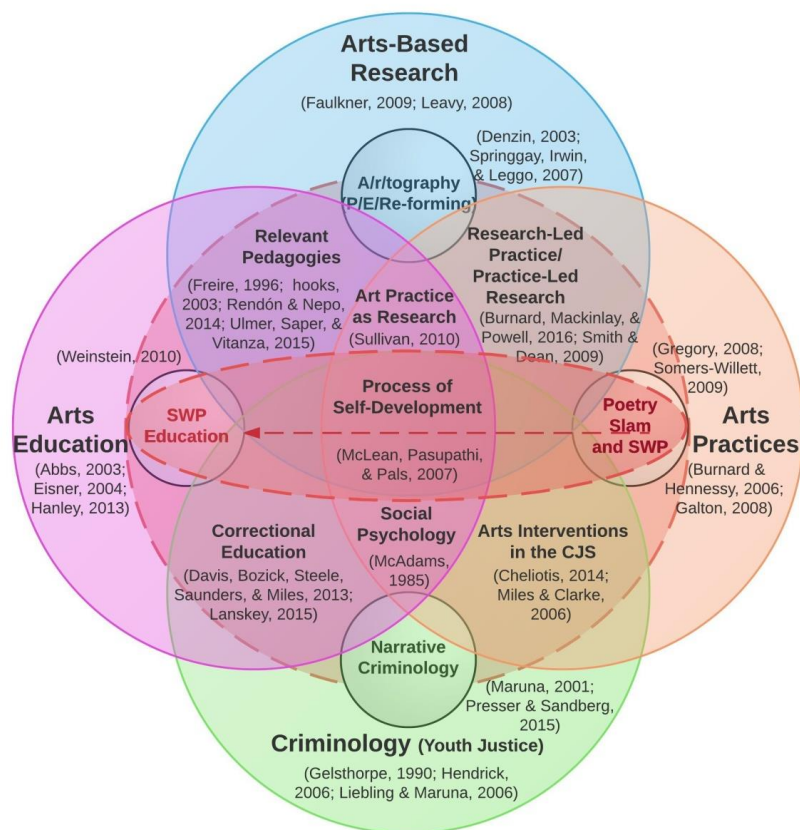 Arts-Based
Research
(Faulkner, 2009; Leavy, 2008)
(Denzin, 2003;
Springgay, Irwin,
& Leggo, 2007)
A/r/tography
(P/E/Re-forming)
Relevant
Pedagogies
(Freire, 1996;  hooks,
2003; Rendón & Nepo,
2014; Ulmer, Saper, &
Vitanza, 2015)
Art Practice
as Research
(Sullivan, 2010)
Research-Led
Practice/
Practice-Led
Research
(Burnard, Mackinlay, &
Powell, 2016; Smith &
Dean, 2009)
(Weinstein, 2010)
(Gregory, 2008;
Somers-Willett,
2009)
Arts
Education
(Abbs, 2003;
Eisner, 2004;
Hanley, 2013)
SWP
Education
Process of
Self-Development
(McLean, Pasupathi,
& Pals, 2007)
Poetry
Slam
and SWP
Arts
Practices
(Burnard &
Hennessy, 2006;
Galton, 2008)
Correctional
Education
(Davis, Bozick, Steele,
Saunders, & Miles, 2013;
Lanskey, 2015)
Social
Psychology
(McAdams,
1985)
Arts Interventions
in the CJS
(Cheliotis, 2014;
Miles & Clarke,
2006)
Narrative
Criminology
(Maruna, 2001;
Presser & Sandberg,
2015)
Criminology (Youth Justice)
(Gelsthorpe, 1990; Hendrick,
2006; Liebling & Maruna, 2006)